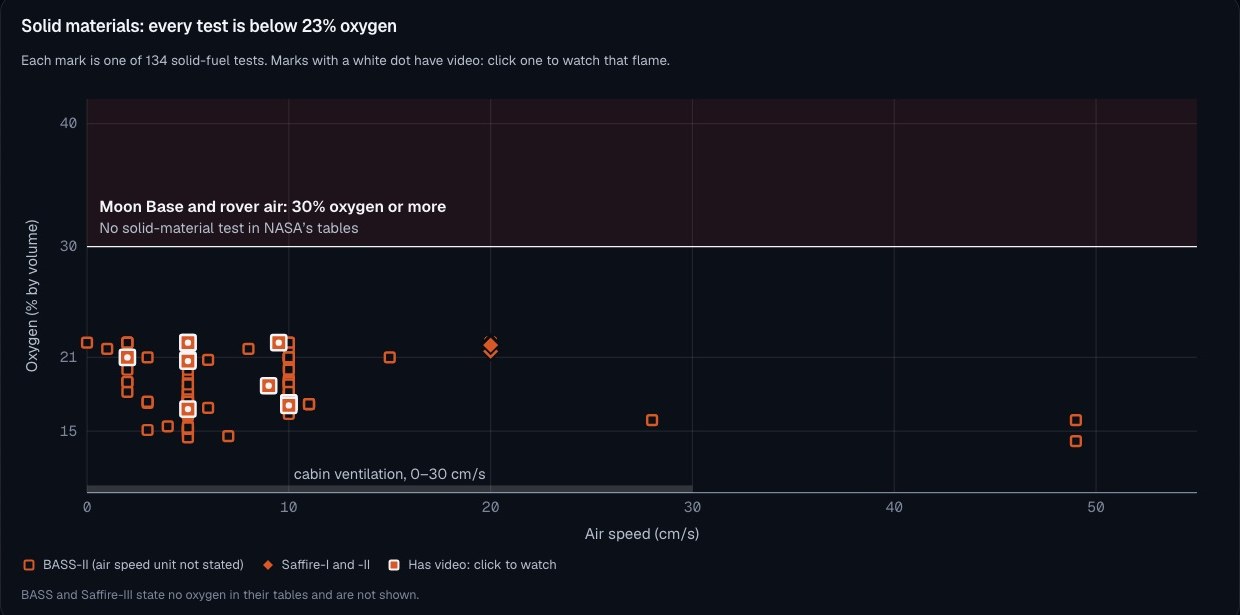 Solid materials: every test is below 23% oxygen
Each mark is one of 134 solid-fuel tests. Marks with a white dot have video: click one to watch that flame.
40
Moon Base and rover air: 30% oxygen or more
No solid-material test in NASA's tables
30
Oxygen (% by volume)
21
15
cabin ventilation, 0–30 cm/s
0
10
20
30
40
50
Air speed (cm/s)
BASS-II (air speed unit not stated)
Saffire-I and -II
Has video: click to watch
BASS and Saffire-III state no oxygen in their tables and are not shown.